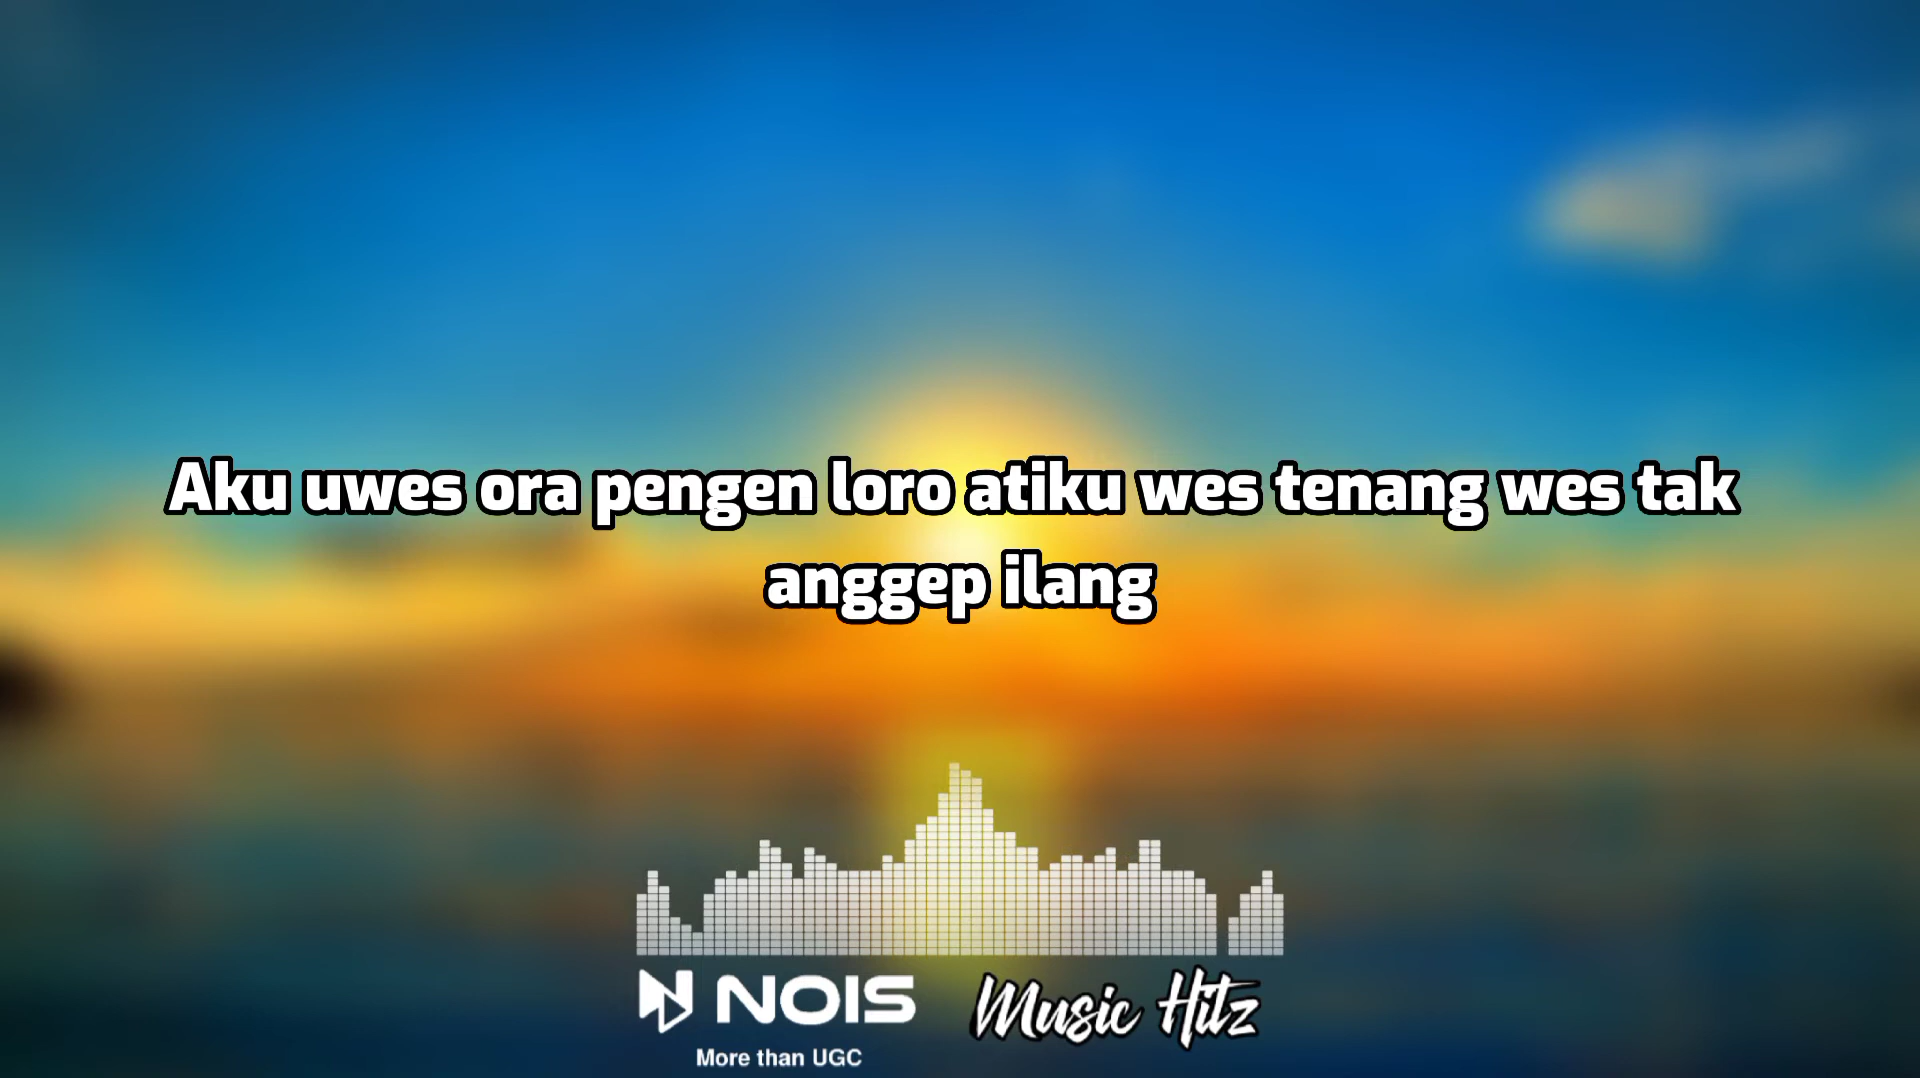 Aku uwes ora pengen loro atiku wes tenang wes tak
anggep ilang
NOIS
More than UGC
Music Hitz